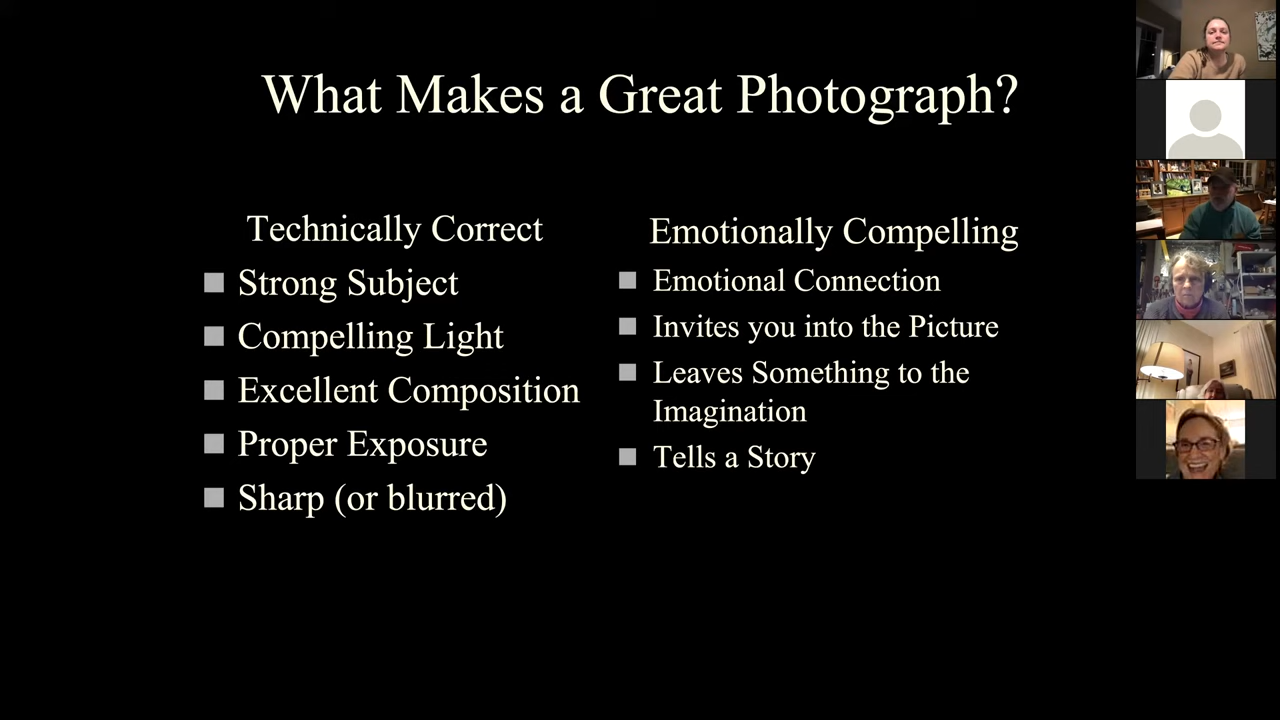 What Makes a Great Photograph?
Technically Correct
Strong Subject
Compelling Light
Excellent Composition
Proper Exposure
Sharp (or blurred)
Emotionally Compelling
Emotional Connection
Invites you into the Picture
Leaves Something to the
Imagination
Tells a Story